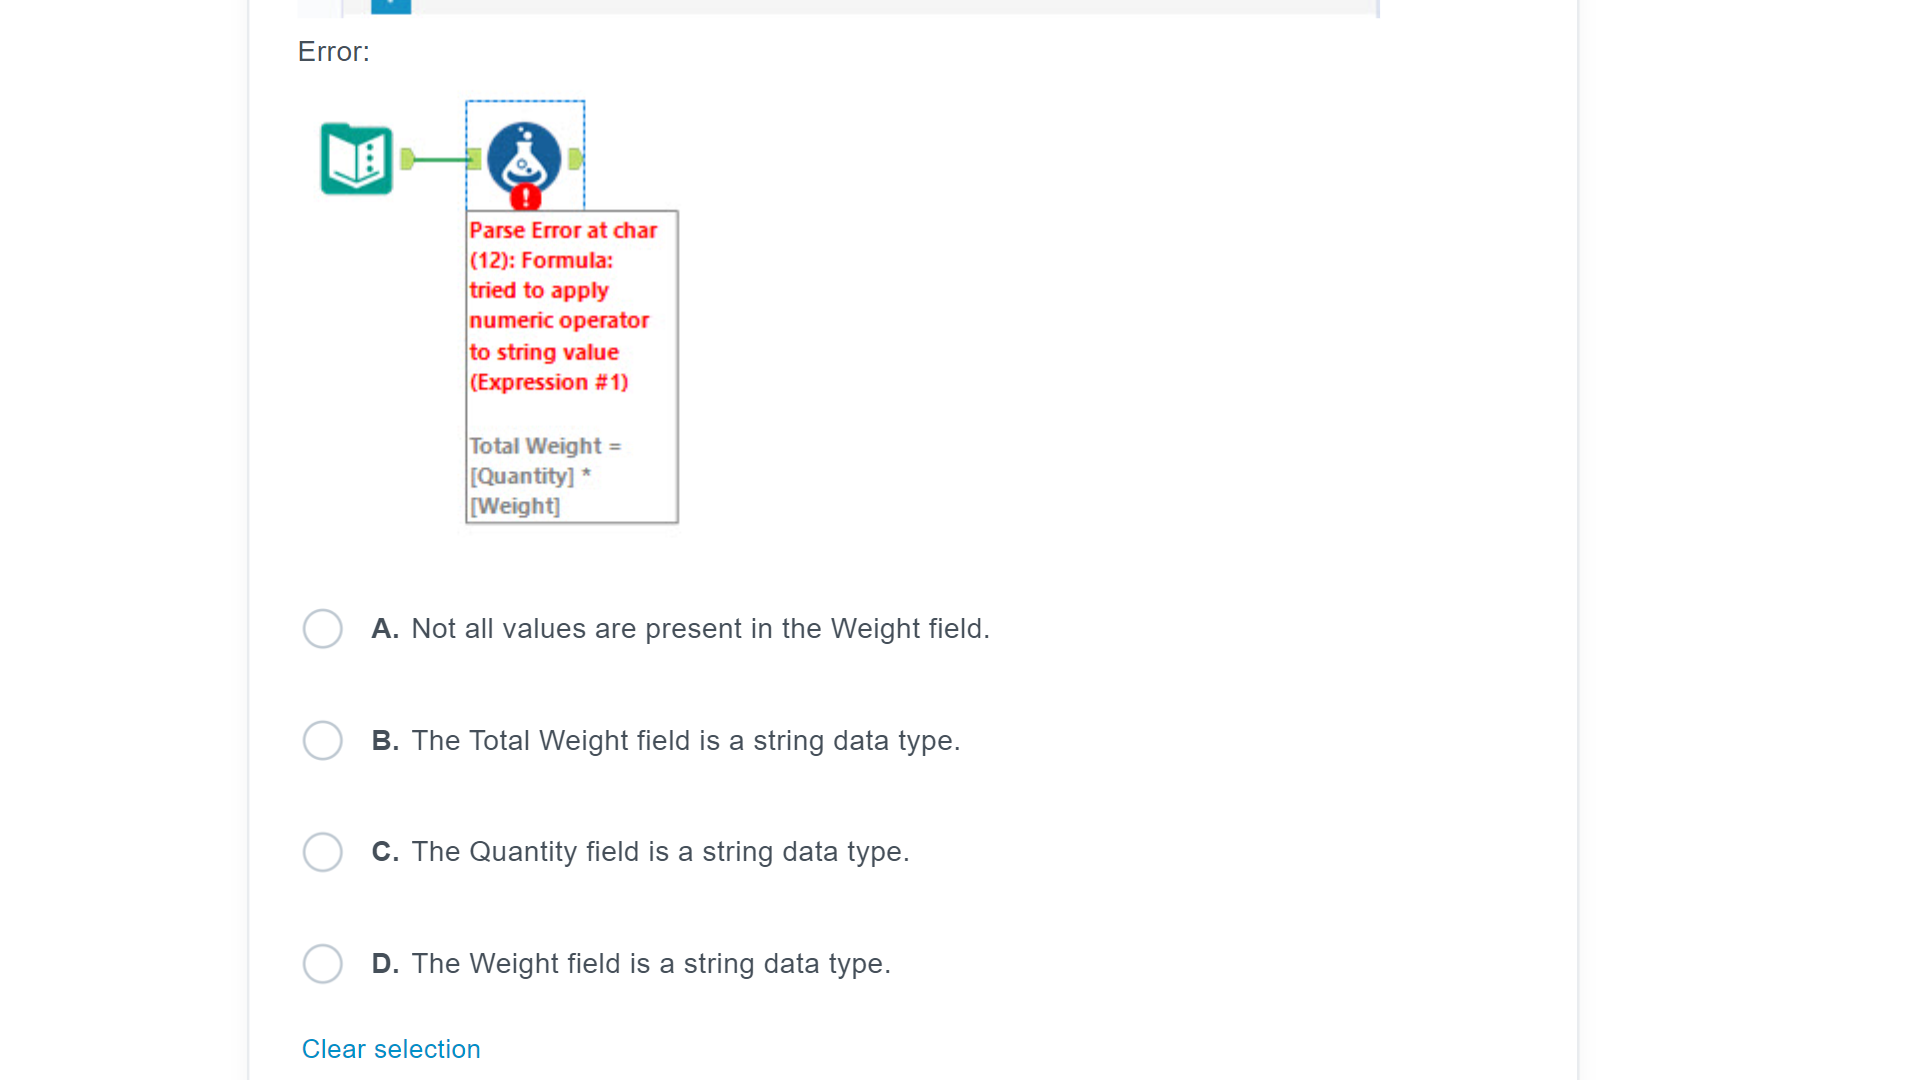 Error:
Parse Error at char
(12): Formula:
tried to apply
numeric operator
to string value
(Expression #1)
Total Weight =
[Quantity] *
[Weight]
A. Not all values are present in the Weight field.
B. The Total Weight field is a string data type.
C. The Quantity field is a string data type.
D. The Weight field is a string data type.
Clear selection